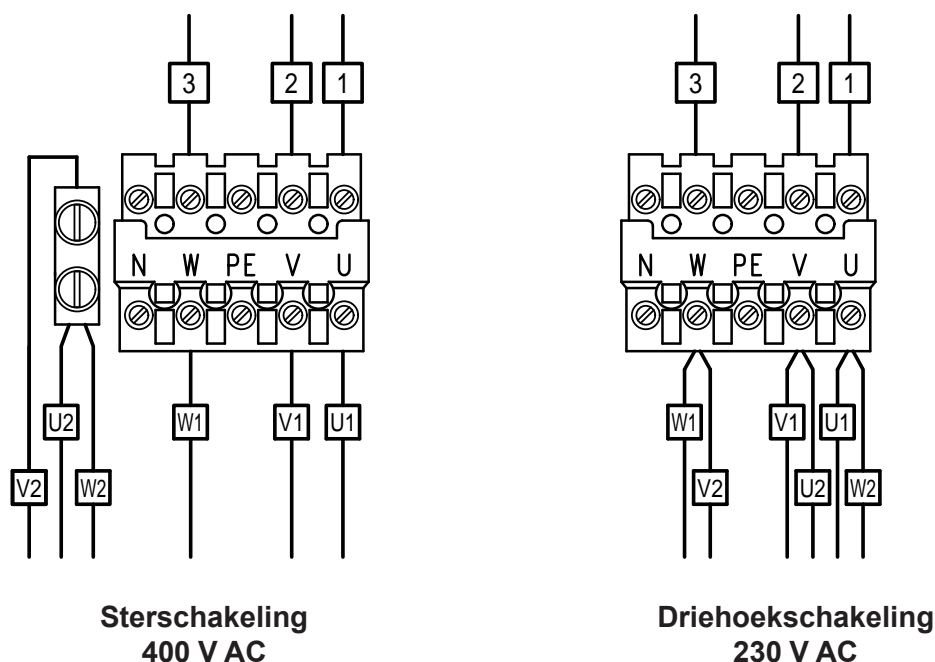 3 2 1
3 2 1
N W PE V U
N W PE V U
U2 W1 V1 U1
W1 V1 U1
V2 W2
V2 U2 W2
Sterschakeling
400 V AC
Driehoekschakeling
230 V AC